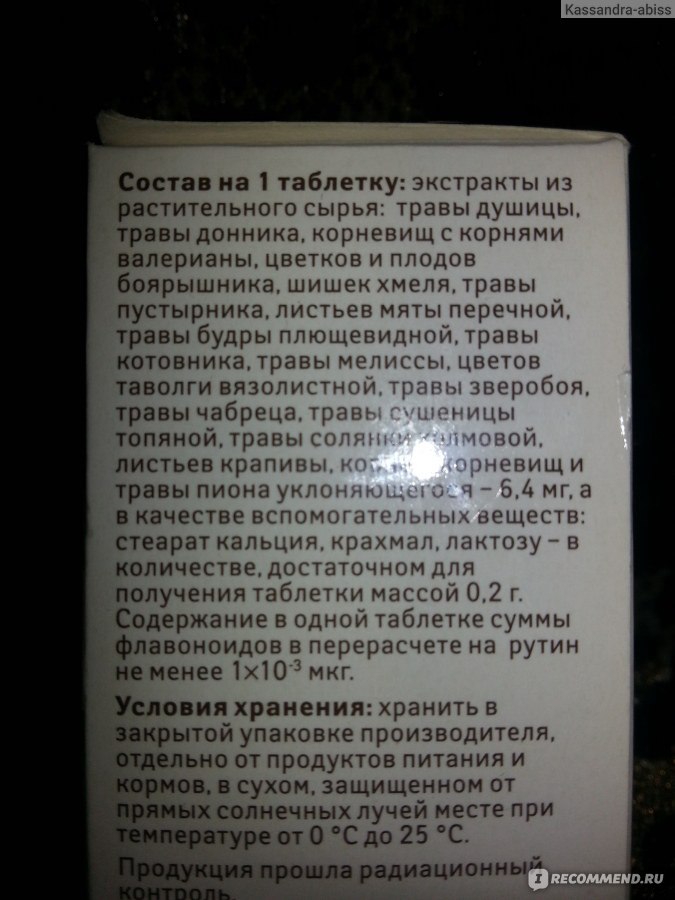 Kassandra-abiss
Состав на 1 таблетку: экстракты из
растительного сырья: травы душицы,
травы донника, корневищ с корнями
валерианы, цветков и плодов
боярышника, шишек хмеля, травы
пустырника, листьев мяты перечной,
травы будры плющевидной, травы
котовника, травы мелиссы, цветов
таволги вязолистной, травы зверобоя,
травы чабреца, травы сушеницы
топяной, травы солянки холмовой,
листьев крапивы, корневищ и
травы пиона уклоняющегося – 6,4 мг, а
в качестве вспомогательных веществ:
стеарат кальция, крахмал, лактозу – в
количестве, достаточном для
получения таблетки массой 0,2 г.
Содержание в одной таблетке суммы
флавоноидов в перерасчете на рутин
не менее 1×10⁻³ мкг.
Условия хранения: хранить в
закрытой упаковке производителя,
отдельно от продуктов питания и
кормов, в сухом, защищенном от
прямых солнечных лучей месте при
температуре от 0 °С до 25 °С.
Продукция прошла радиационный
контроль.
IRECOMMEND.RU